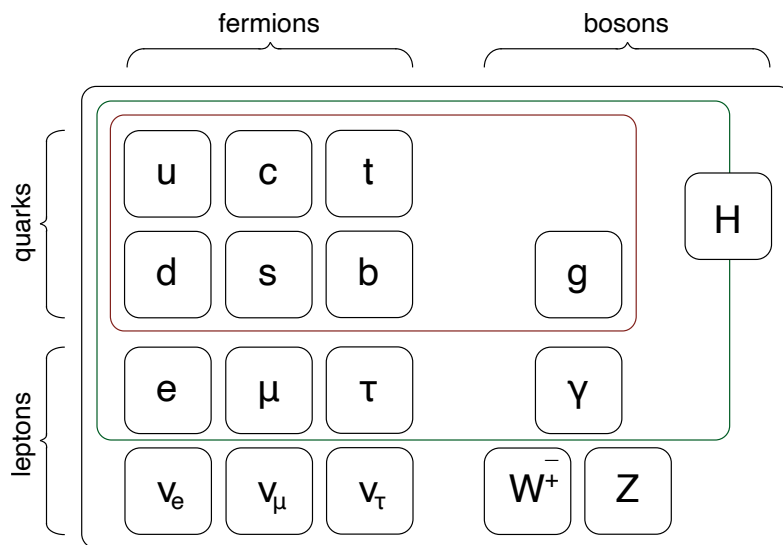 fermions bosons
quarks
u c t
H
d s b g
leptons
e μ τ γ
νe νμ ντ W∓ Z